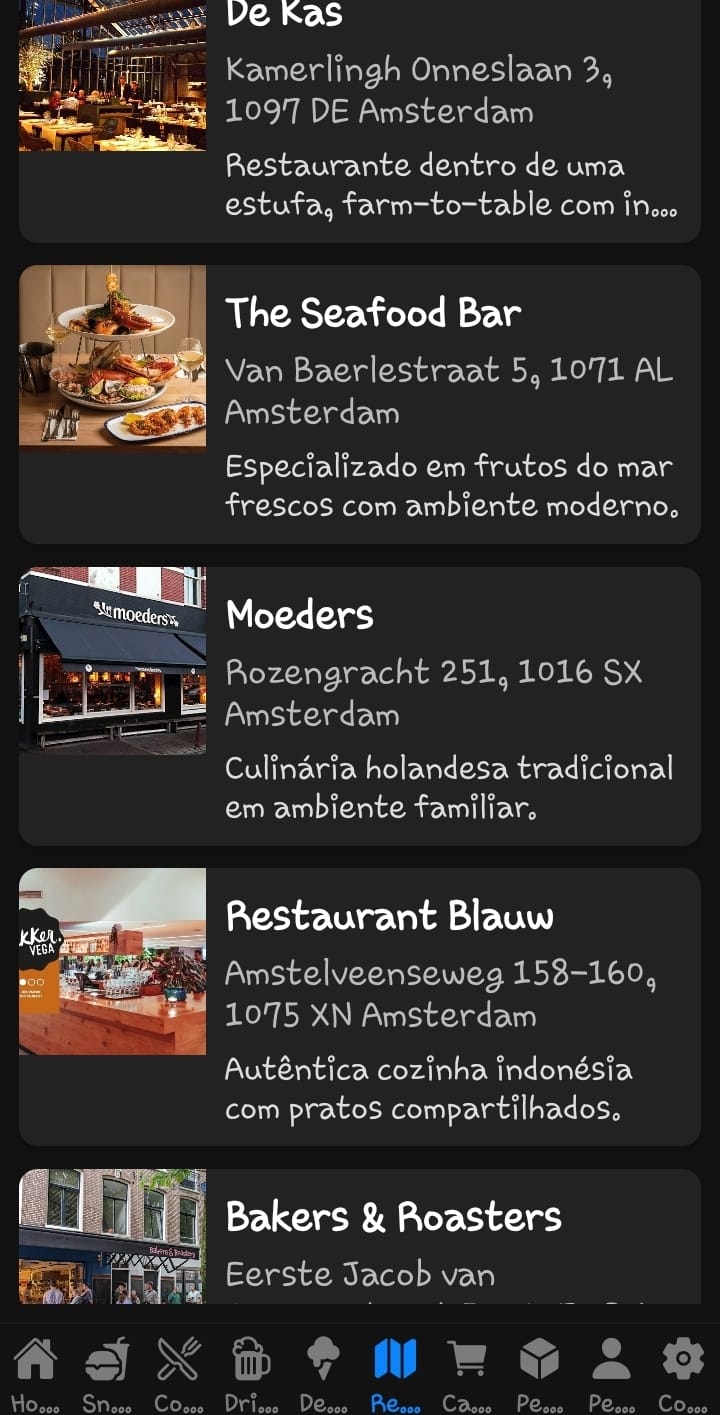 De Kas
Kamerlingh Onneslaan 3,
1097 DE Amsterdam
Restaurante dentro de uma
estufa, farm-to-table com in...
The Seafood Bar
Van Baerlestraat 5, 1071 AL
Amsterdam
Especializado em frutos do mar
frescos com ambiente moderno.
moeders
Moeders
Rozengracht 251, 1016 SX
Amsterdam
Culinária holandesa tradicional
em ambiente familiar.
kker.
VEGA
Restaurant Blauw
Amstelveenseweg 158-160,
1075 XN Amsterdam
Autêntica cozinha indonésia
com pratos compartilhados.
Bakers & Roasters
Bakers & Roasters
Eerste Jacob van
Ho... Sn... Co... Dri... De... Re... Ca... Pe... Pe... Co...